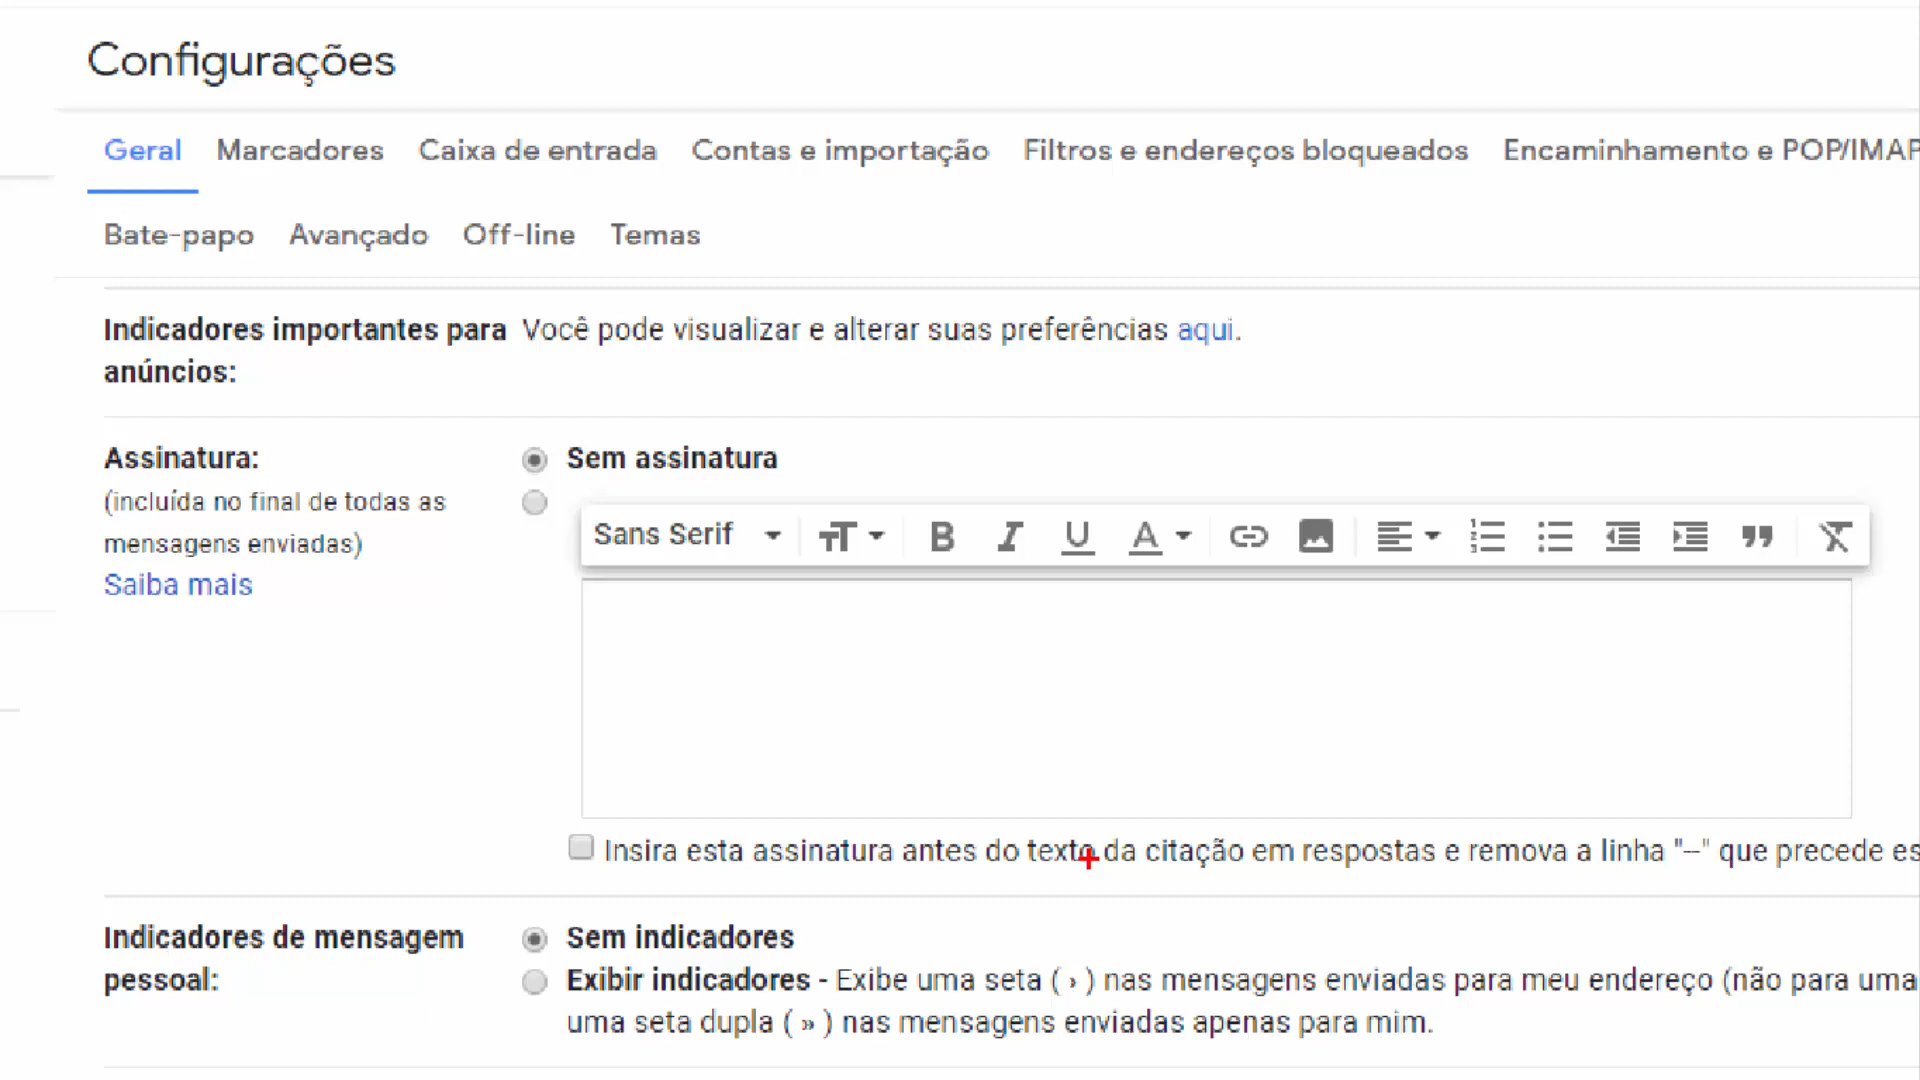 Configurações
Geral Marcadores Caixa de entrada Contas e importação Filtros e endereços bloqueados Encaminhamento e POP/IMAP
Bate-papo Avançado Off-line Temas
Indicadores importantes para Você pode visualizar e alterar suas preferências aqui.
anúncios:
Assinatura: Sem assinatura
(incluída no final de todas as
mensagens enviadas)
Saiba mais
Sans Serif
Insira esta assinatura antes do texto da citação em respostas e remova a linha "--" que precede es
Indicadores de mensagem Sem indicadores
pessoal:
Exibir indicadores - Exibe uma seta ( › ) nas mensagens enviadas para meu endereço (não para uma
uma seta dupla ( » ) nas mensagens enviadas apenas para mim.